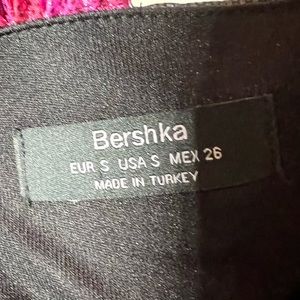 Bershka
EUR S USA S MEX 26
MADE IN TURKEY